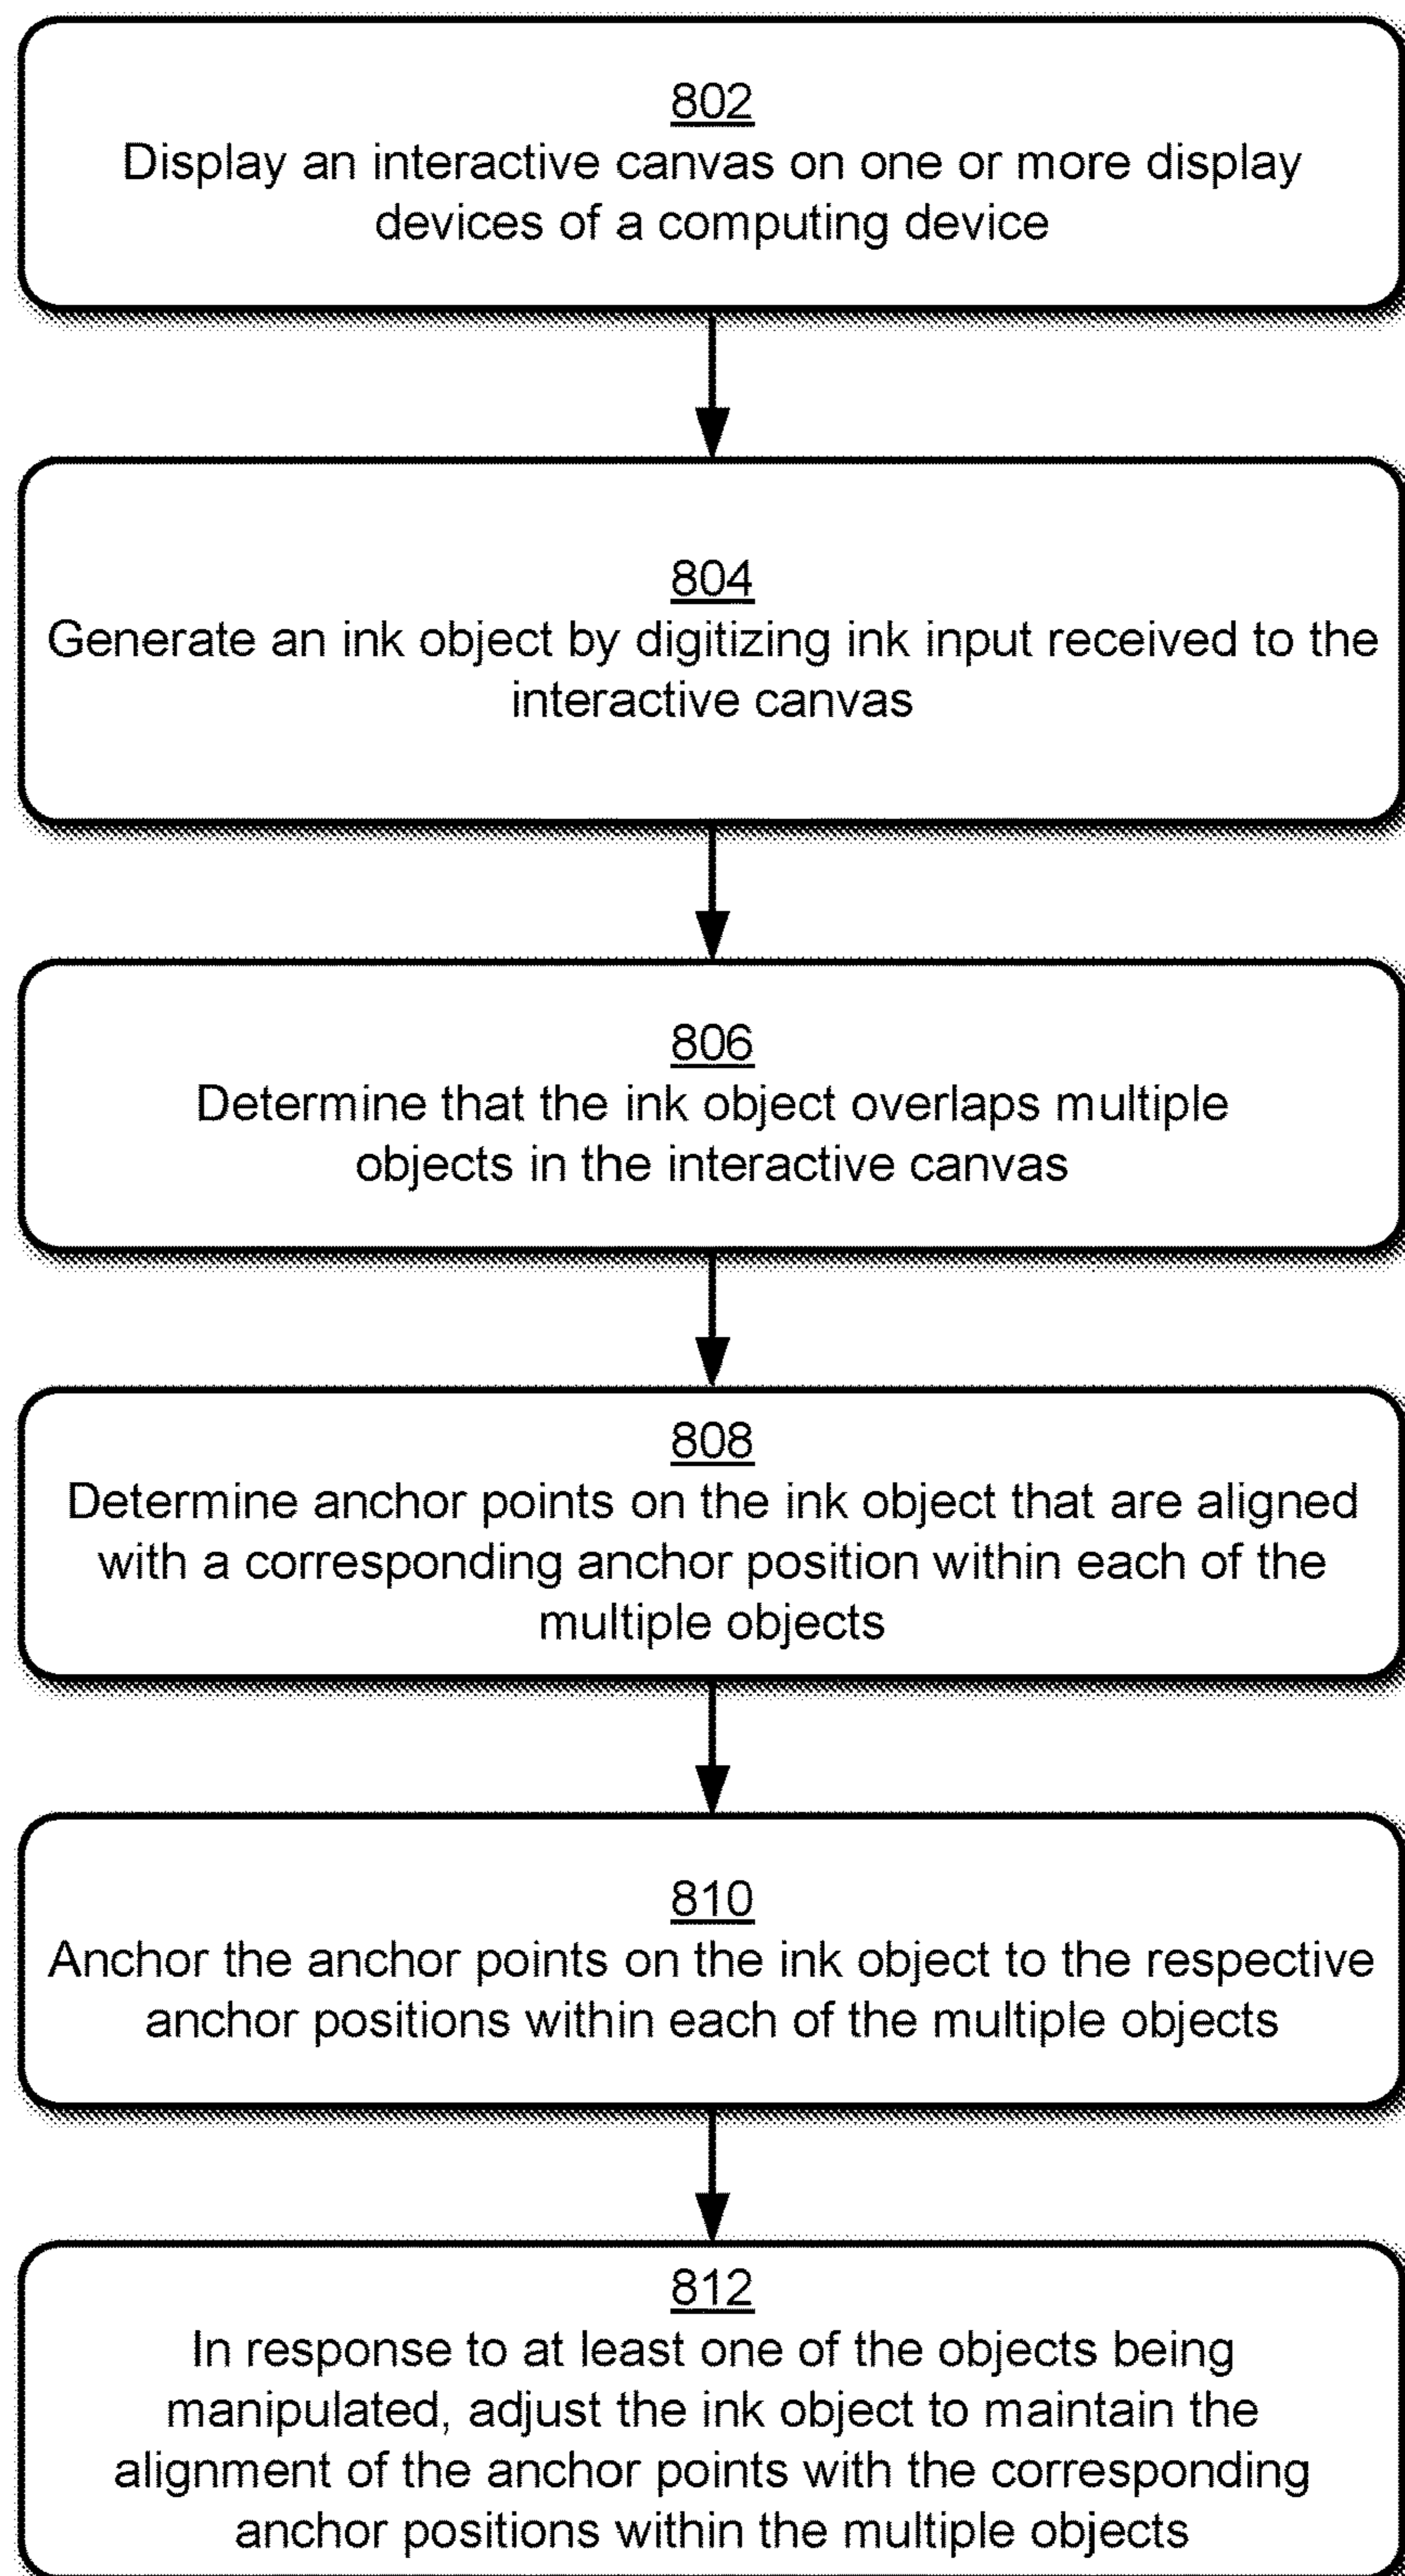 802
Display an interactive canvas on one or more display
devices of a computing device
804
Generate an ink object by digitizing ink input received to the
interactive canvas
806
Determine that the ink object overlaps multiple
objects in the interactive canvas
808
Determine anchor points on the ink object that are aligned
with a corresponding anchor position within each of the
multiple objects
810
Anchor the anchor points on the ink object to the respective
anchor positions within each of the multiple objects
812
In response to at least one of the objects being
manipulated, adjust the ink object to maintain the
alignment of the anchor points with the corresponding
anchor positions within the multiple objects